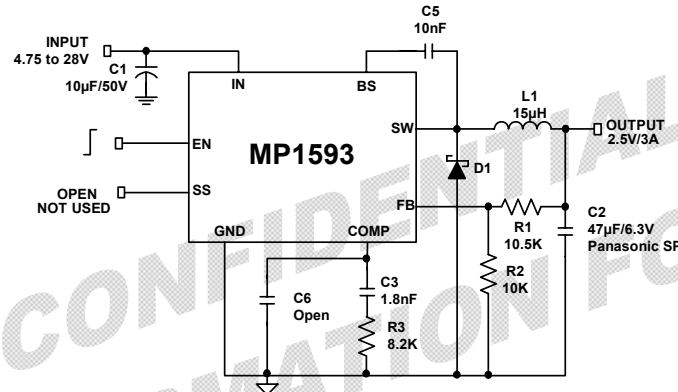 C5
10nF
INPUT
4.75 to 28V
C1
10µF/50V
IN
BS
L1
15µH
SW
OUTPUT
2.5V/3A
EN
MP1593
D1
OPEN
NOT USED
SS
FB
R1
10.5K
C2
47µF/6.3V
Panasonic SP
GND
COMP
R2
10K
C6
Open
C3
1.8nF
R3
8.2K
CONFIDENTIAL